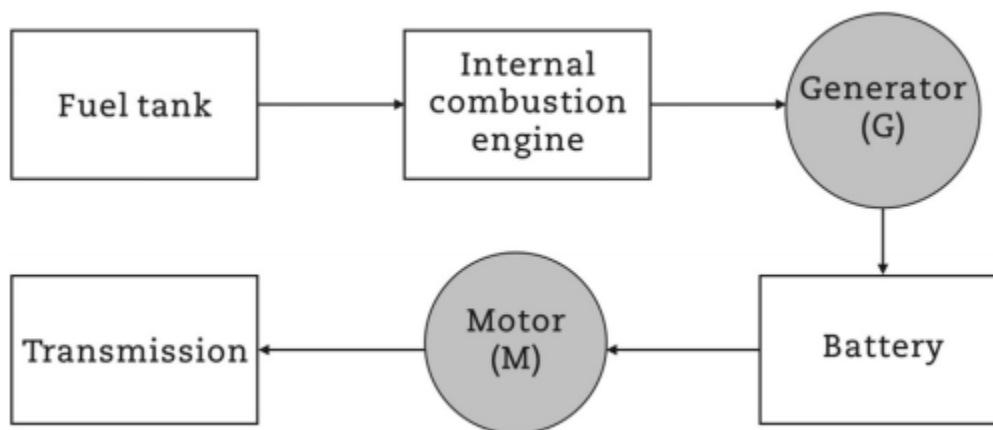 Fuel tank
Internal
combustion
engine
Generator
(G)
Transmission
Motor
(M)
Battery